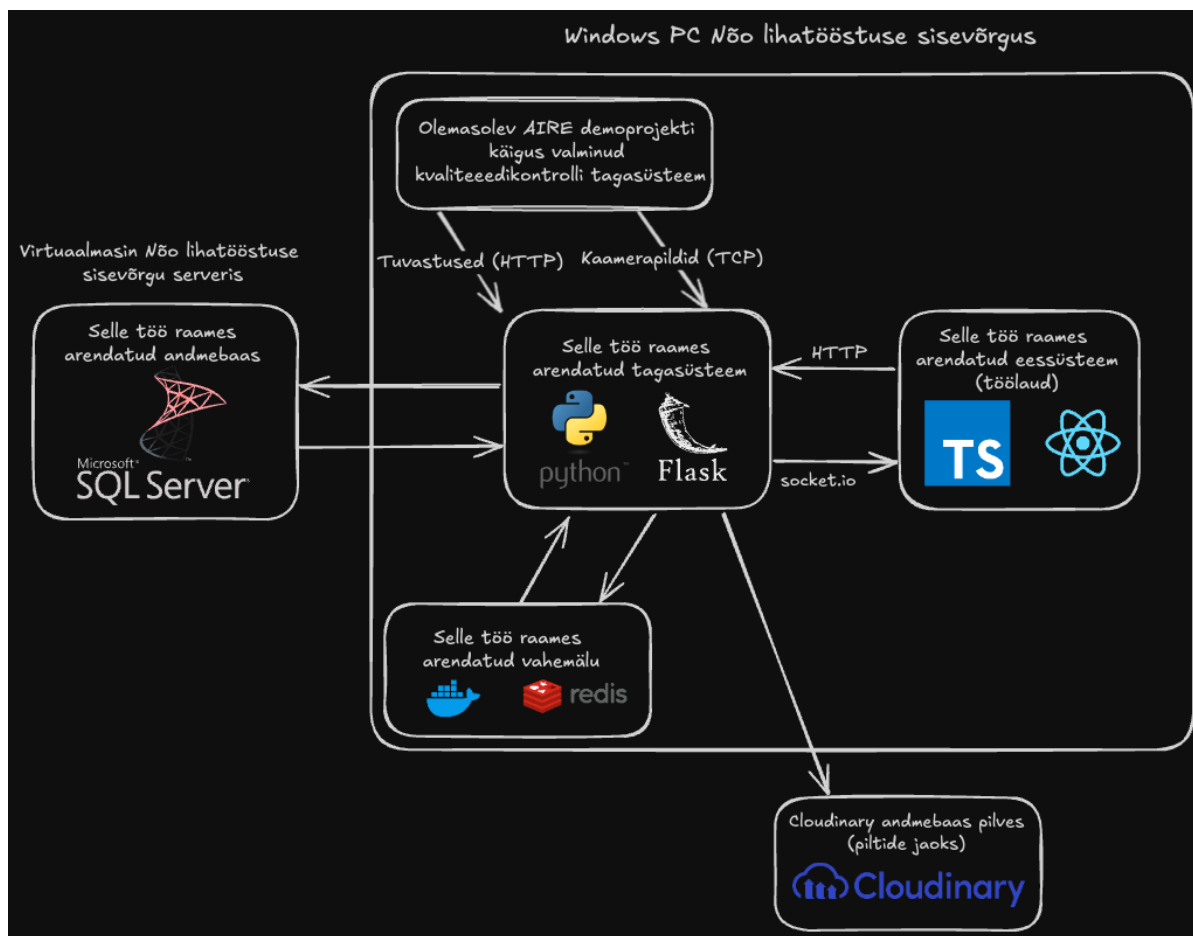 Windows PC Nõo lihatööstuse sisevõrgus
Olemasolev AIRE demoprojekti
käigus valminud
kvaliteeedikontrolli tagasüsteem
Virtuaalmasin Nõo lihatööstuse
sisevõrgu serveris
Tuvastused (HTTP)
Kaamerapildid (TCP)
Selle töö raames
arendatud andmebaas
Microsoft®
SQL Server®
Selle töö raames
arendatud tagasüsteem
python™
Flask
HTTP
socket.io
Selle töö raames
arendatud eessüsteem
(töölaud)
TS
Selle töö raames
arendatud vahemälu
redis
Cloudinary andmebaas pilves
(piltide jaoks)
Cloudinary